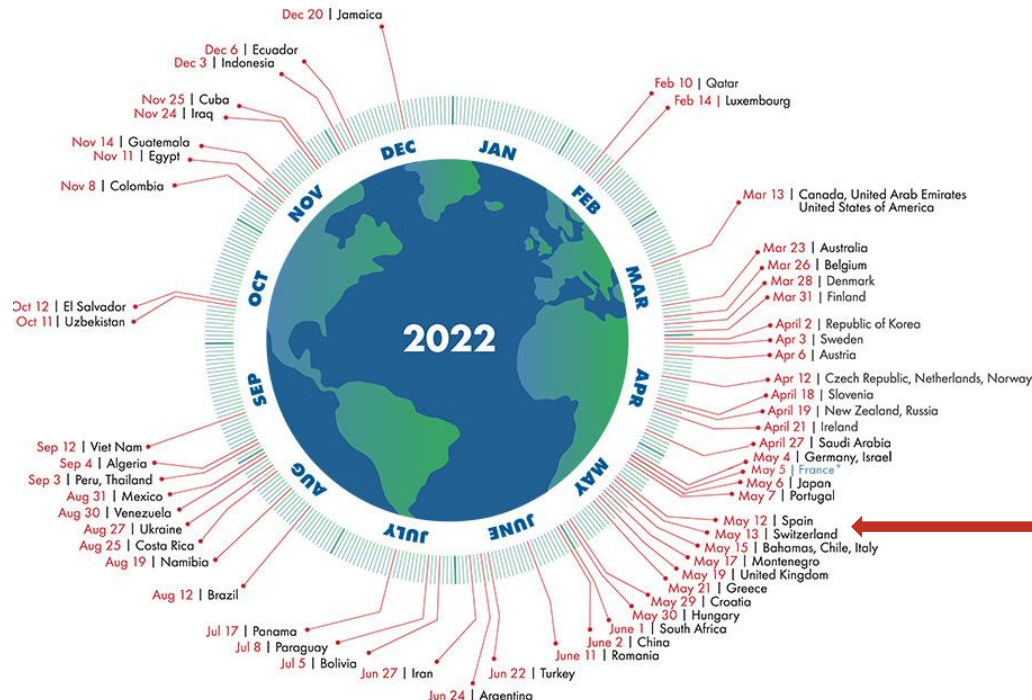 Dec 20 | Jamaica
Dec 6 | Ecuador
Dec 3 | Indonesia
Nov 25 | Cuba
Nov 24 | Iraq
Nov 14 | Guatemala
Nov 11 | Egypt
Nov 8 | Colombia
Oct 12 | El Salvador
Oct 11 | Uzbekistan
Sep 12 | Viet Nam
Sep 4 | Algeria
Sep 3 | Peru, Thailand
Aug 31 | Mexico
Aug 30 | Venezuela
Aug 27 | Ukraine
Aug 25 | Costa Rica
Aug 19 | Namibia
Aug 12 | Brazil
Jul 17 | Panama
Jul 8 | Paraguay
Jul 5 | Bolivia
Jun 27 | Iran
Jun 24 | Argentina
Jun 22 | Turkey
DEC
JAN
FEB
MAR
APR
MAY
JUNE
JULY
AUG
SEP
OCT
NOV
2022
Feb 10 | Qatar
Feb 14 | Luxembourg
Mar 13 | Canada, United Arab Emirates
United States of America
Mar 23 | Australia
Mar 26 | Belgium
Mar 28 | Denmark
Mar 31 | Finland
April 2 | Republic of Korea
Apr 3 | Sweden
Apr 6 | Austria
Apr 12 | Czech Republic, Netherlands, Norway
April 18 | Slovenia
April 19 | New Zealand, Russia
April 21 | Ireland
April 27 | Saudi Arabia
May 4 | Germany, Israel
May 5 | France*
May 6 | Japan
May 7 | Portugal
May 12 | Spain
May 13 | Switzerland
May 15 | Bahamas, Chile, Italy
May 17 | Montenegro
May 19 | United Kingdom
May 21 | Greece
May 29 | Croatia
May 30 | Hungary
June 1 | South Africa
June 2 | China
June 11 | Romania